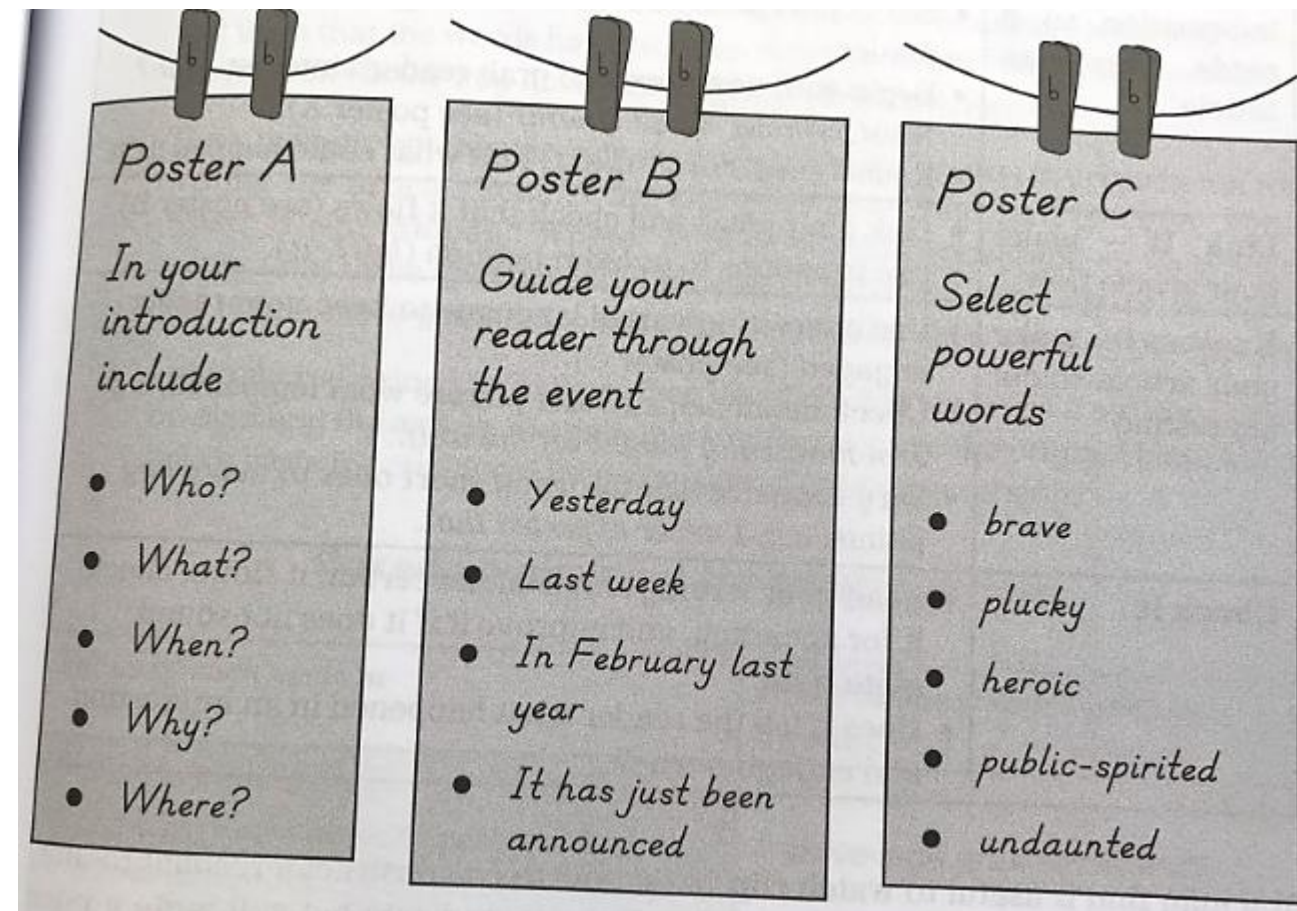 Poster A
In your
introduction
include
• Who?
• What?
• When?
• Why?
• Where?
Poster B
Guide your
reader through
the event
• Yesterday
• Last week
• In February last
year
• It has just been
announced
Poster C
Select
powerful
words
• brave
• plucky
• heroic
• public-spirited
• undaunted